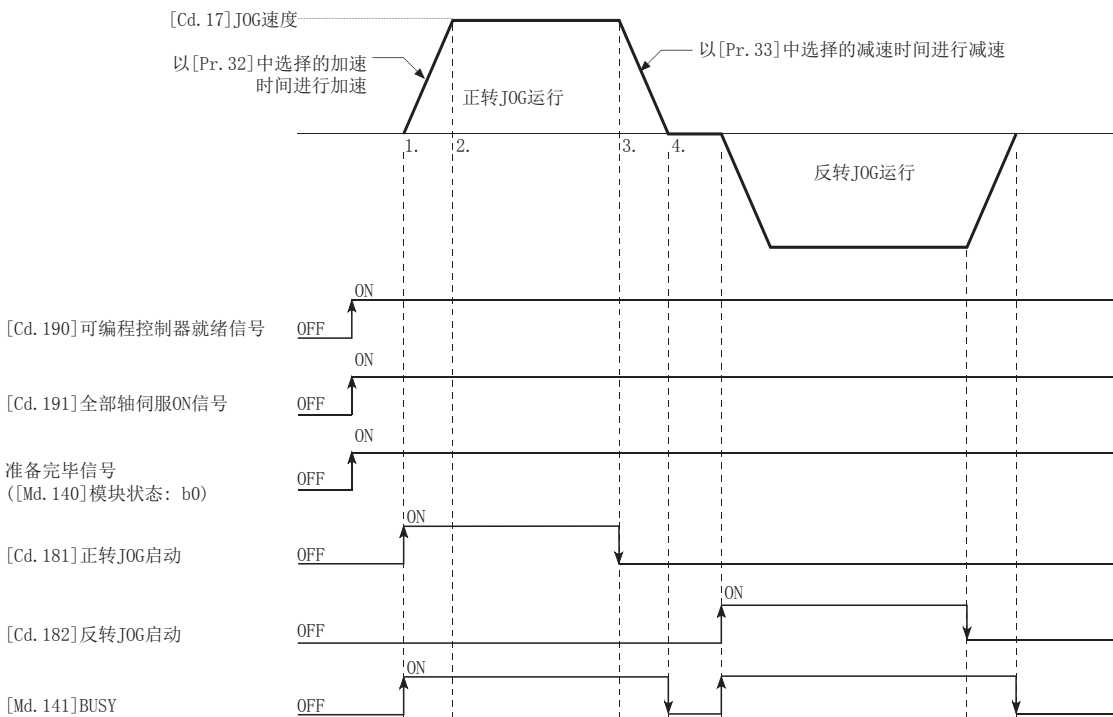 [Cd.17]JOG速度
以[Pr.32]中选择的加速
时间进行加速
以[Pr.33]中选择的减速时间进行减速
正转JOG运行
1.
2.
3.
4.
反转JOG运行
ON
[Cd.190]可编程控制器就绪信号
OFF
ON
[Cd.191]全部轴伺服ON信号
OFF
ON
准备完毕信号
([Md.140]模块状态: b0)
OFF
ON
[Cd.181]正转JOG启动
OFF
ON
[Cd.182]反转JOG启动
OFF
ON
[Md.141]BUSY
OFF